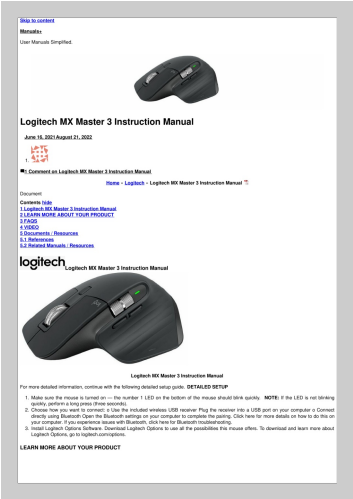 Skip to content
Manuals+
User Manuals Simplified.
Logitech MX Master 3 Instruction Manual
June 16, 2021 August 21, 2022
1.
1 Comment on Logitech MX Master 3 Instruction Manual
Home » Logitech » Logitech MX Master 3 Instruction Manual
Document
Contents hide
1 Logitech MX Master 3 Instruction Manual
2 LEARN MORE ABOUT YOUR PRODUCT
3 FAQS
4 VIDEO
5 Documents / Resources
5.1 References
5.2 Related Manuals / Resources
logitech Logitech MX Master 3 Instruction Manual
Logitech MX Master 3 Instruction Manual
For more detailed information, continue with the following detailed setup guide. DETAILED SETUP
1. Make sure the mouse is turned on — the number 1 LED on the bottom of the mouse should blink quickly. NOTE: If the LED is not blinking
quickly, perform a long press (three seconds).
2. Choose how you want to connect: o Use the included wireless USB receiver Plug the receiver into a USB port on your computer o Connect
directly using Bluetooth Open the Bluetooth settings on your computer to complete the pairing. Click here for more details on how to do this on
your computer. If you experience issues with Bluetooth, click here for Bluetooth troubleshooting.
3. Install Logitech Options Software. Download Logitech Options to use all the possibilities this mouse offers. To download and learn more about
Logitech Options, go to logitech.com/options.
LEARN MORE ABOUT YOUR PRODUCT